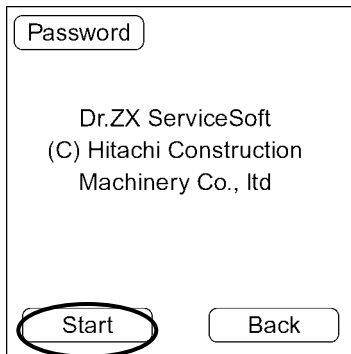 Password
Dr.ZX ServiceSoft
(C) Hitachi Construction
Machinery Co., ltd
Start
Back